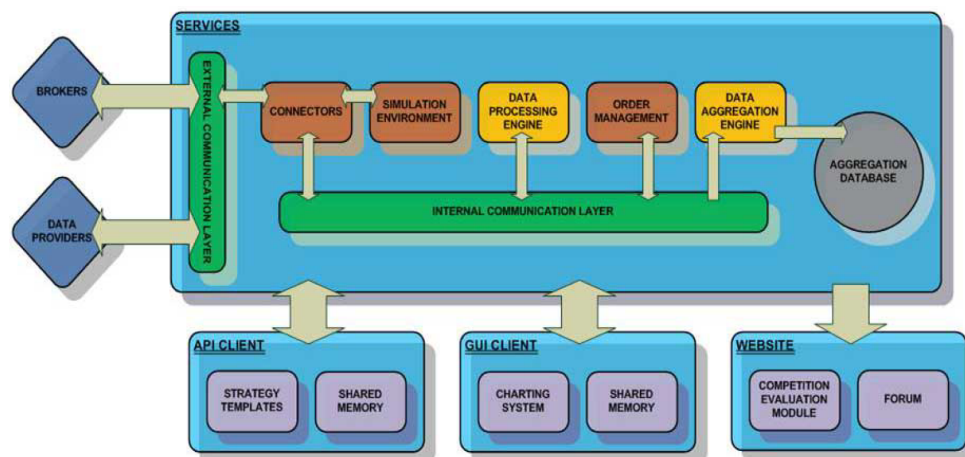 SERVICES
BROKERS
DATA
PROVIDERS
EXTERNAL COMMUNICATION LAYER
CONNECTORS
SIMULATION
ENVIRONMENT
DATA
PROCESSING
ENGINE
ORDER
MANAGEMENT
DATA
AGGREGATION
ENGINE
AGGREGATION
DATABASE
INTERNAL COMMUNICATION LAYER
API CLIENT
STRATEGY
TEMPLATES
SHARED
MEMORY
GUI CLIENT
CHARTING
SYSTEM
SHARED
MEMORY
WEBSITE
COMPETITION
EVALUATION
MODULE
FORUM